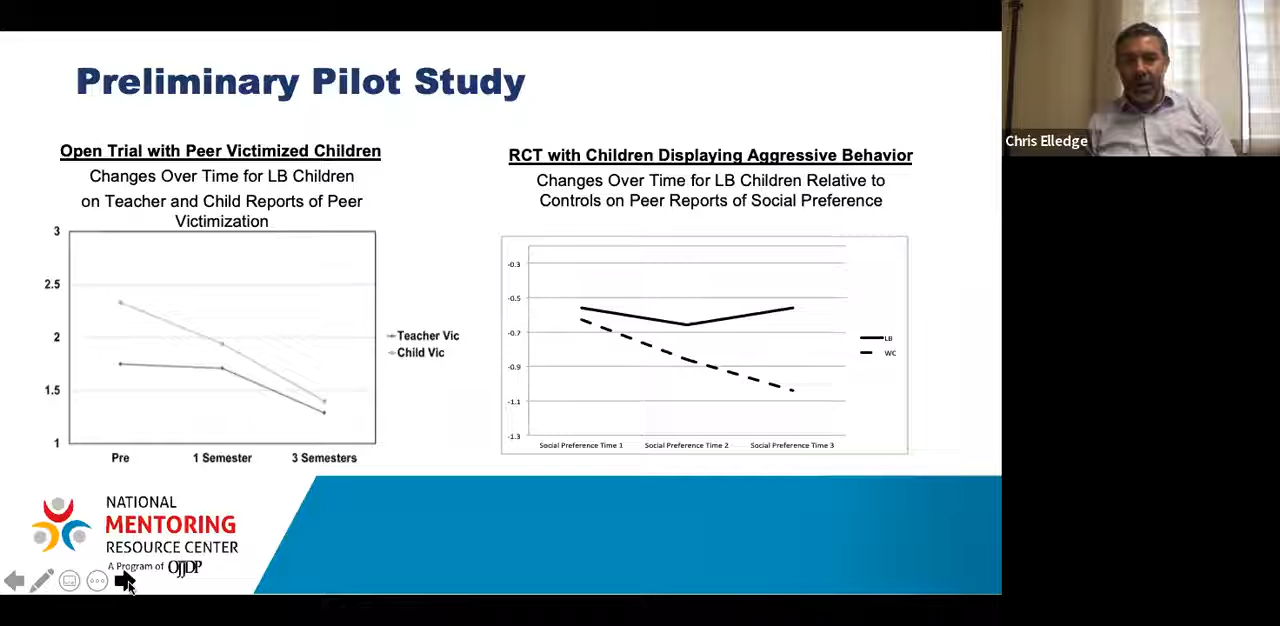 Preliminary Pilot Study
Open Trial with Peer Victimized Children
Changes Over Time for LB Children
on Teacher and Child Reports of Peer
Victimization
3
2.5
2
1.5
1
Pre
1 Semester
3 Semesters
Teacher Vic
Child Vic
RCT with Children Displaying Aggressive Behavior
Changes Over Time for LB Children Relative to
Controls on Peer Reports of Social Preference
-0.3
-0.5
-0.7
-0.9
-1.1
-1.3
Social Preference Time 1
Social Preference Time 2
Social Preference Time 3
LB
WC
Chris Elledge
NATIONAL
MENTORING
RESOURCE CENTER
A Program of OJJDP